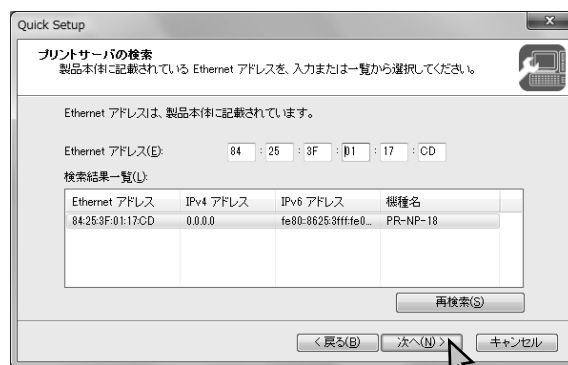 Quick Setup
プリントサーバの検索
製品本体に記載されている Ethernet アドレスを、入力または一覧から選択してください。
Ethernet アドレスは、製品本体に記載されています。
Ethernet アドレス(E): 84 : 25 : 3F : 01 : 17 : CD
検索結果一覧(L):
Ethernet アドレス IPv4 アドレス IPv6 アドレス 機種名
84:25:3F:01:17:CD 0.0.0.0 fe80::8625:3fff:fe0... PR-NP-18
再検索(S)
< 戻る(B) 次へ(N) > キャンセル